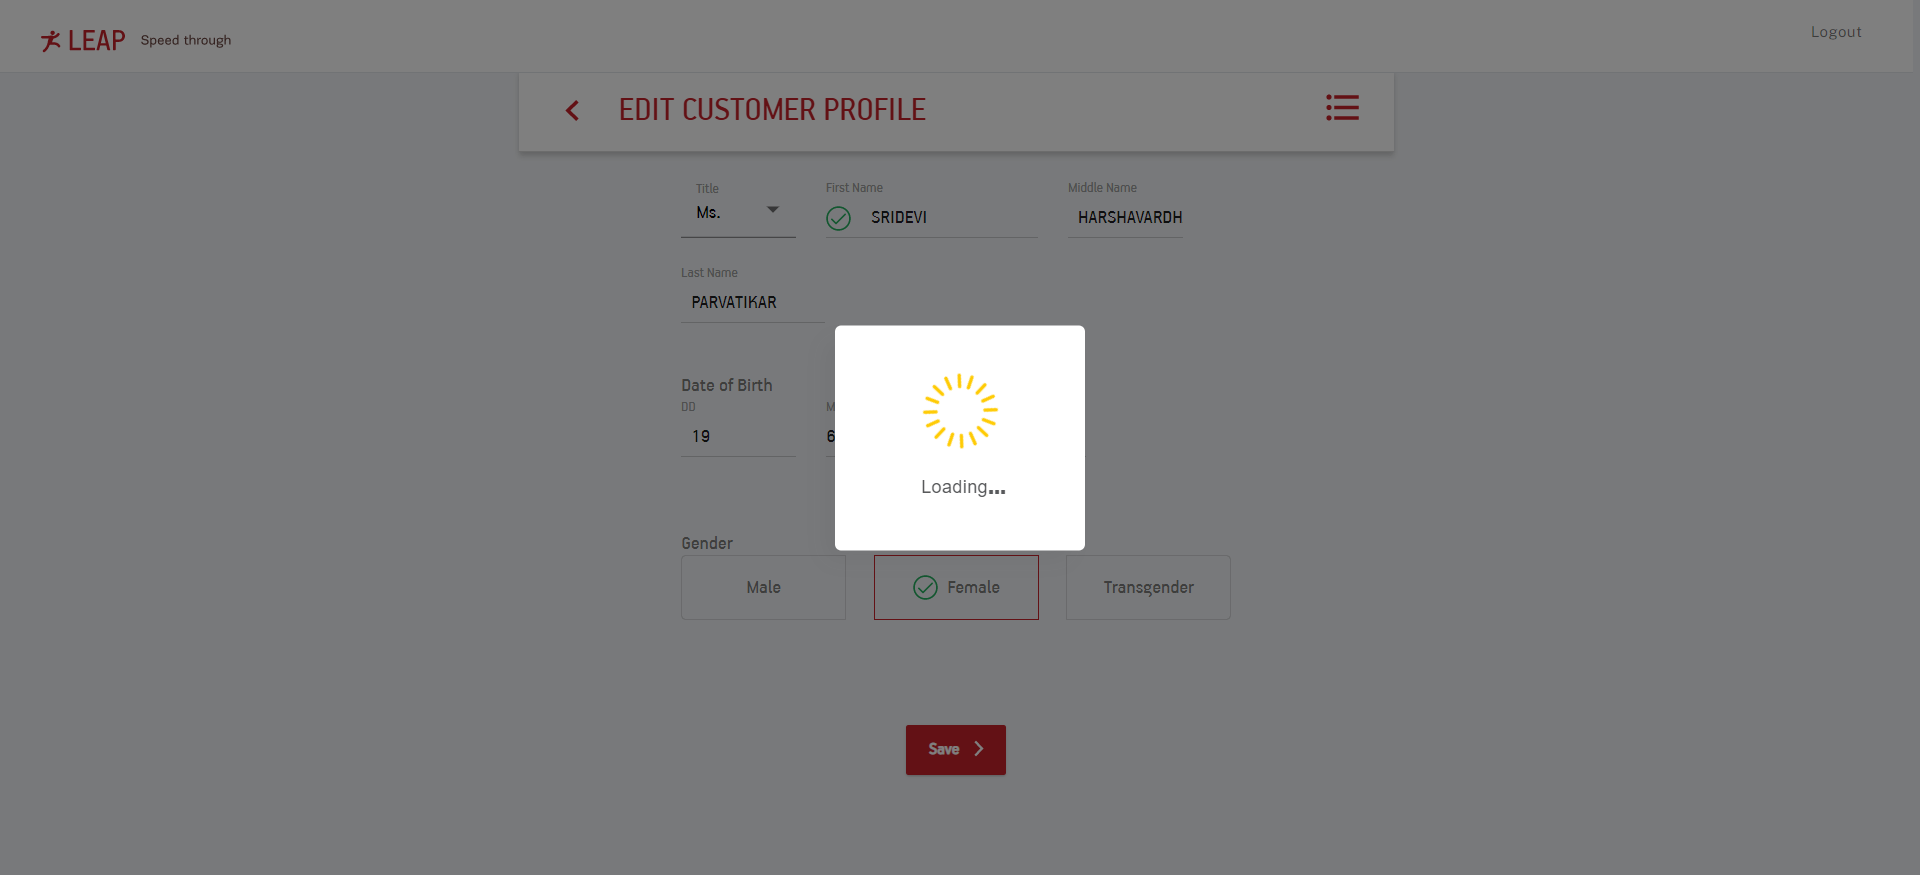 LEAP Speed through
Logout
EDIT CUSTOMER PROFILE
Title
First Name
Middle Name
Ms.
SRIDEVI
HARSHAVARDH
Last Name
PARVATIKAR
Date of Birth
DD
M
19
6
Loading...
Gender
Male
Female
Transgender
Save